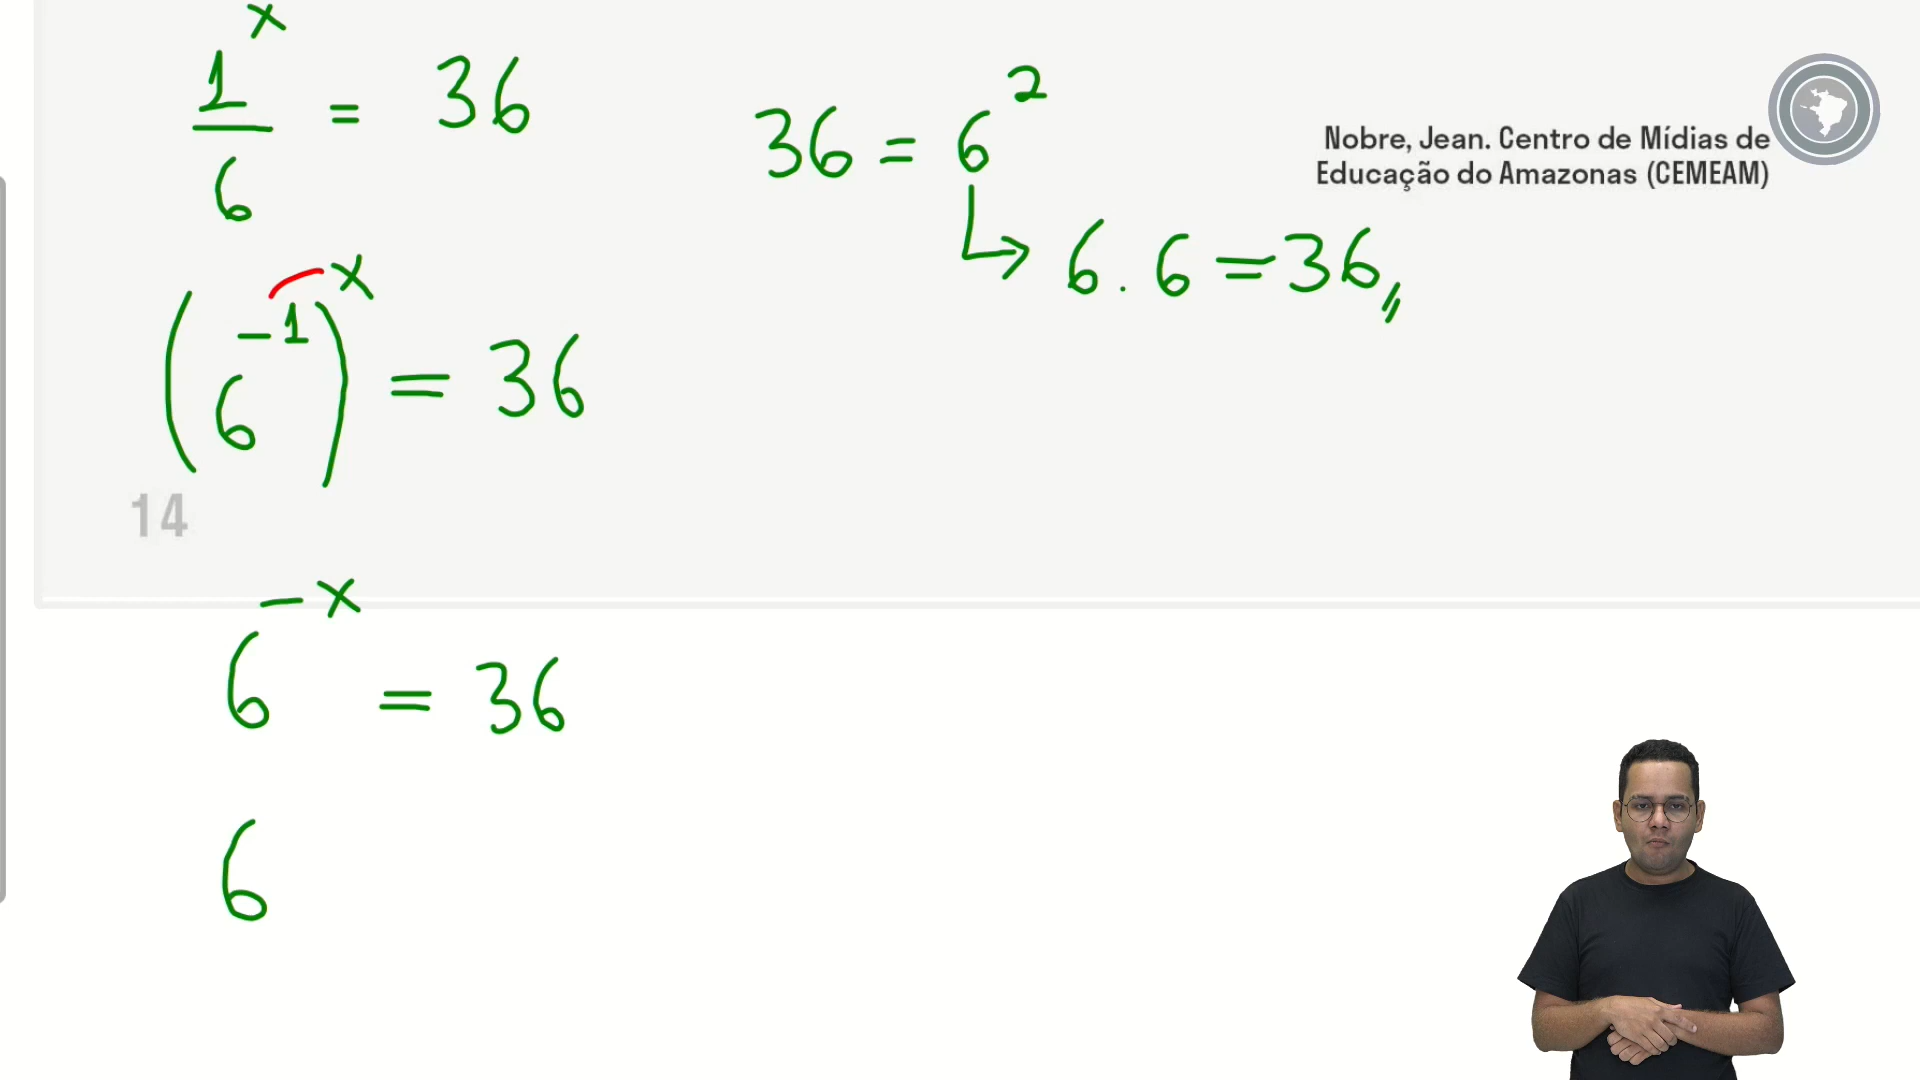 1^x/6 = 36
(6^-1)^x = 36
14
6^-x = 36
6
36 = 6^2
6 . 6 = 36,,
Nobre, Jean. Centro de Mídias de
Educação do Amazonas (CEMEAM)